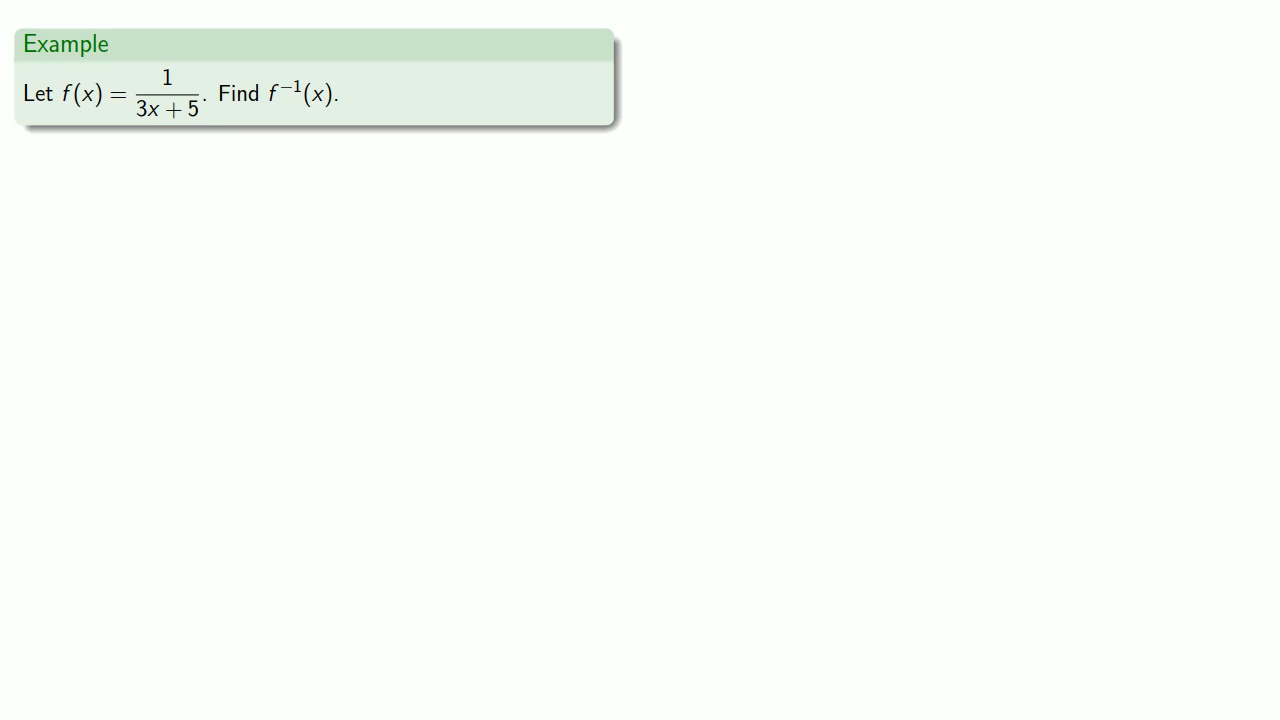 Example
Let f(x) = 1/(3x + 5). Find f⁻¹(x).